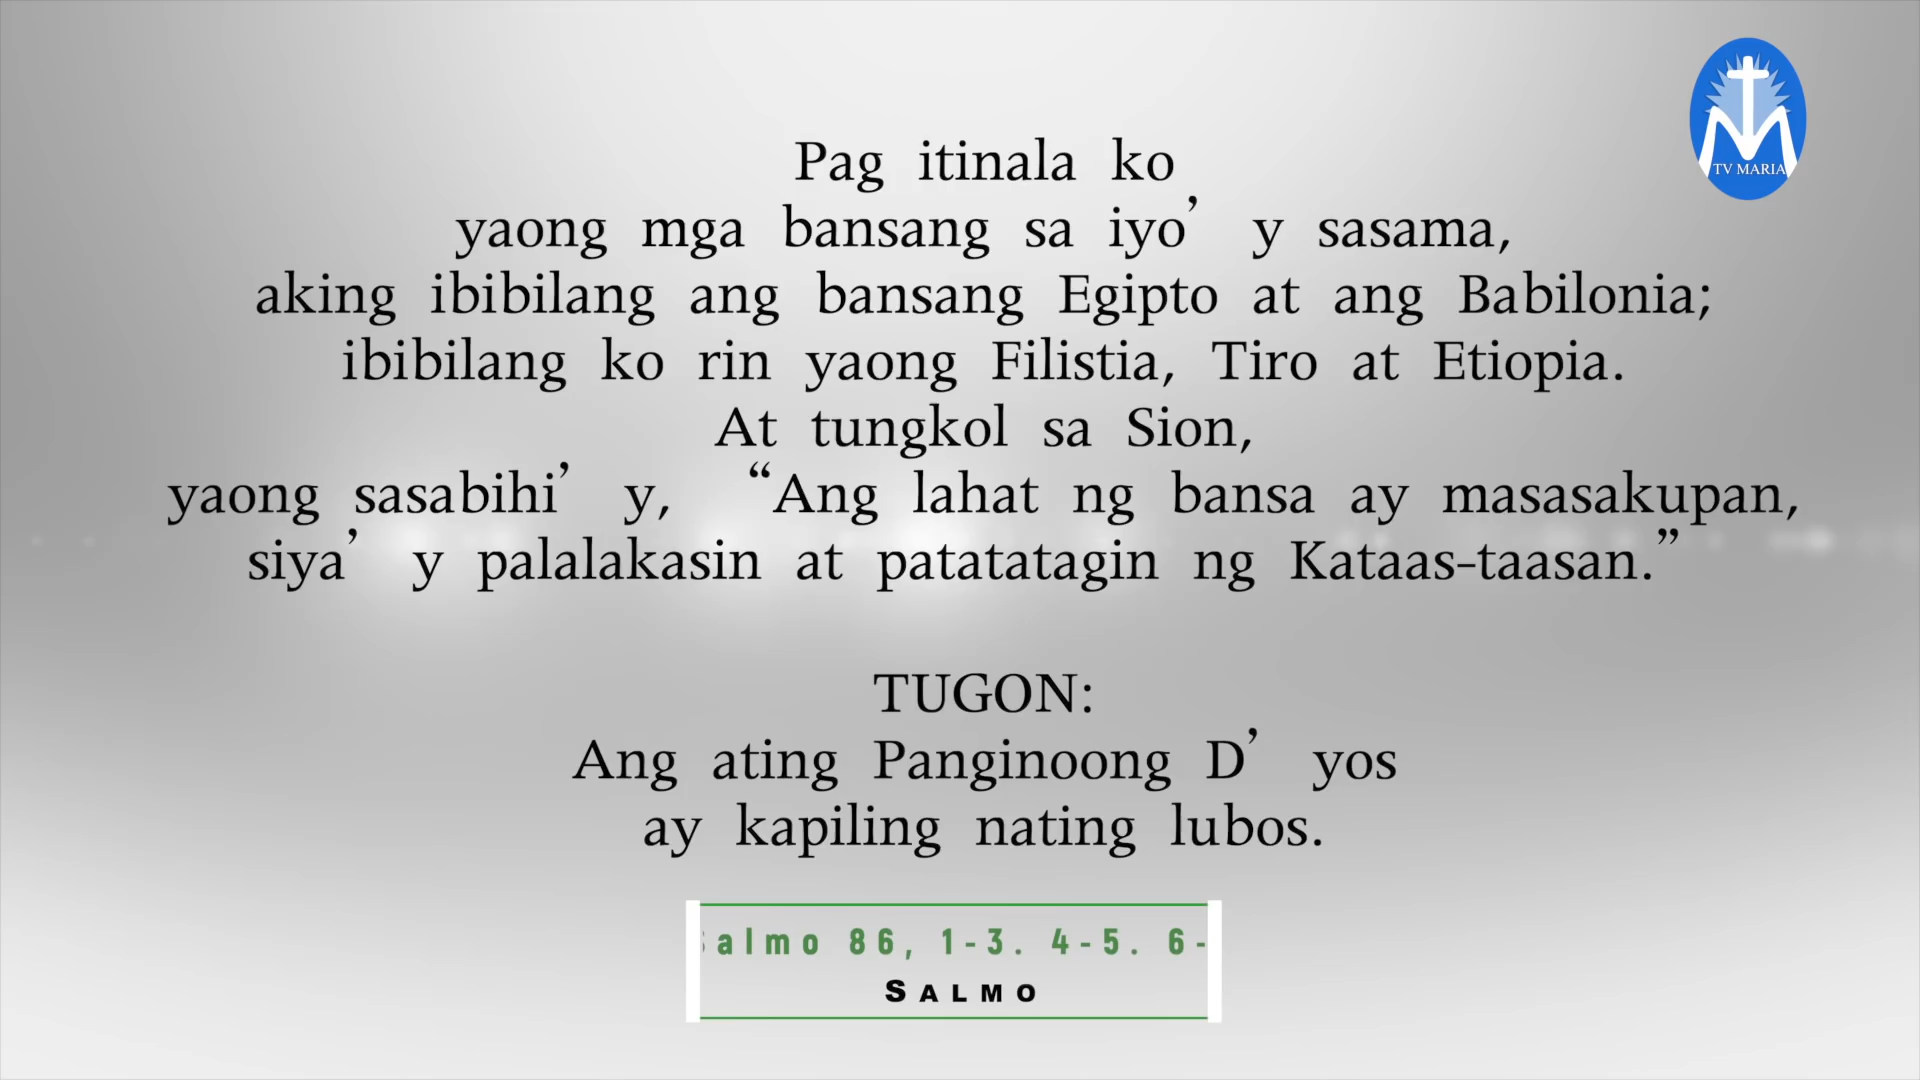 TV MARIA
Pag itinala ko
yaong mga bansang sa iyo’ y sasama,
aking ibibilang ang bansang Egipto at ang Babilonia;
ibibilang ko rin yaong Filistia, Tiro at Etiopia.
At tungkol sa Sion,
yaong sasabihi’ y, “Ang lahat ng bansa ay masasakupan,
siya’ y palalakasin at patatatagin ng Kataas-taasan.”
TUGON:
Ang ating Panginoong D’ yos
ay kapiling nating lubos.
Salmo 86, 1-3. 4-5. 6-
SALMO